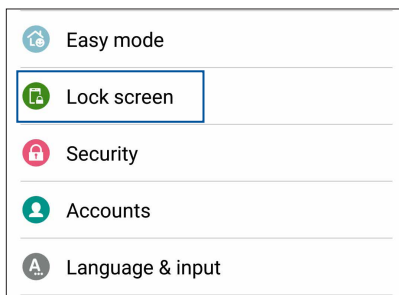 Easy mode
Lock screen
Security
Accounts
Language & input